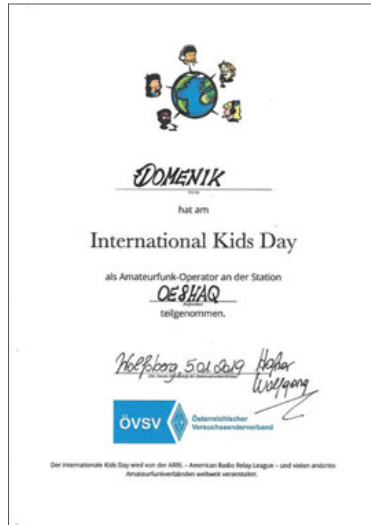 DOMENIK
hat am
International Kids Day
als Amateurfunk-Operator an der Station
OE8HAQ
teilgenommen.
Wolfsberg, 5.01.2019
Wolfgang
ÖVSV
Österreichischer
Versuchssenderverband
Der internationale Kids Day wird von der ARRL – American Radio Relay League – und vielen anderen
Amateurfunkverbänden weltweit veranstaltet.